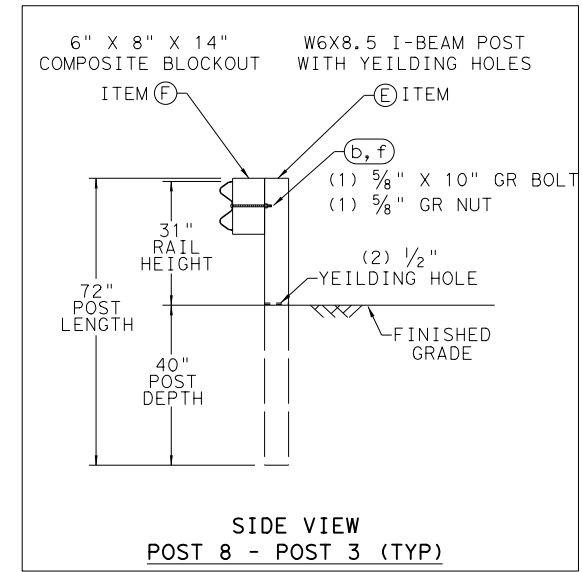 6" X 8" X 14"
COMPOSITE BLOCKOUT
ITEM F
W6X8.5 I-BEAM POST
WITH YEILDING HOLES
E ITEM
b, f
(1) 5/8" X 10" GR BOLT
(1) 5/8" GR NUT
31"
RAIL
HEIGHT
(2) 1/2"
YEILDING HOLE
72"
POST
LENGTH
FINISHED
GRADE
40"
POST
DEPTH
SIDE VIEW
POST 8 - POST 3 (TYP)